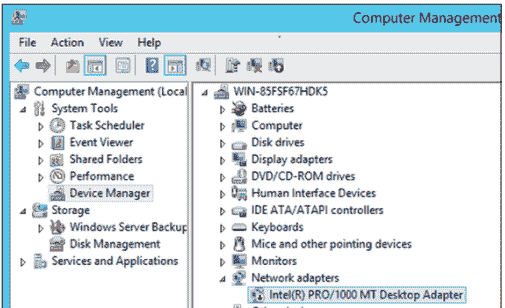 Computer Management
File Action View Help
Computer Management (Local
System Tools
Task Scheduler
Event Viewer
Shared Folders
Performance
Device Manager
Storage
Windows Server Backup
Disk Management
Services and Applications
WIN-85FSF67HDK5
Batteries
Computer
Disk drives
Display adapters
DVD/CD-ROM drives
Human Interface Devices
IDE ATA/ATAPI controllers
Keyboards
Mice and other pointing devices
Monitors
Network adapters
Intel(R) PRO/1000 MT Desktop Adapter